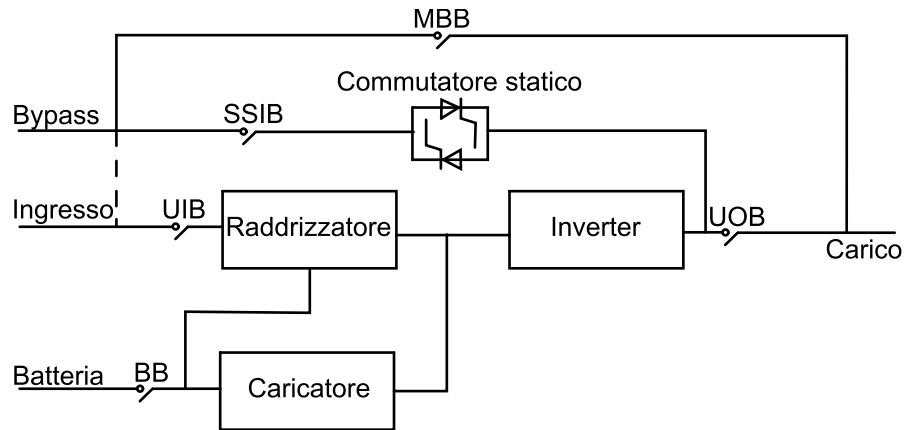 MBB
Commutatore statico
Bypass
SSIB
Ingresso
UIB
Raddrizzatore
Inverter
UOB
Carico
Batteria
BB
Caricatore